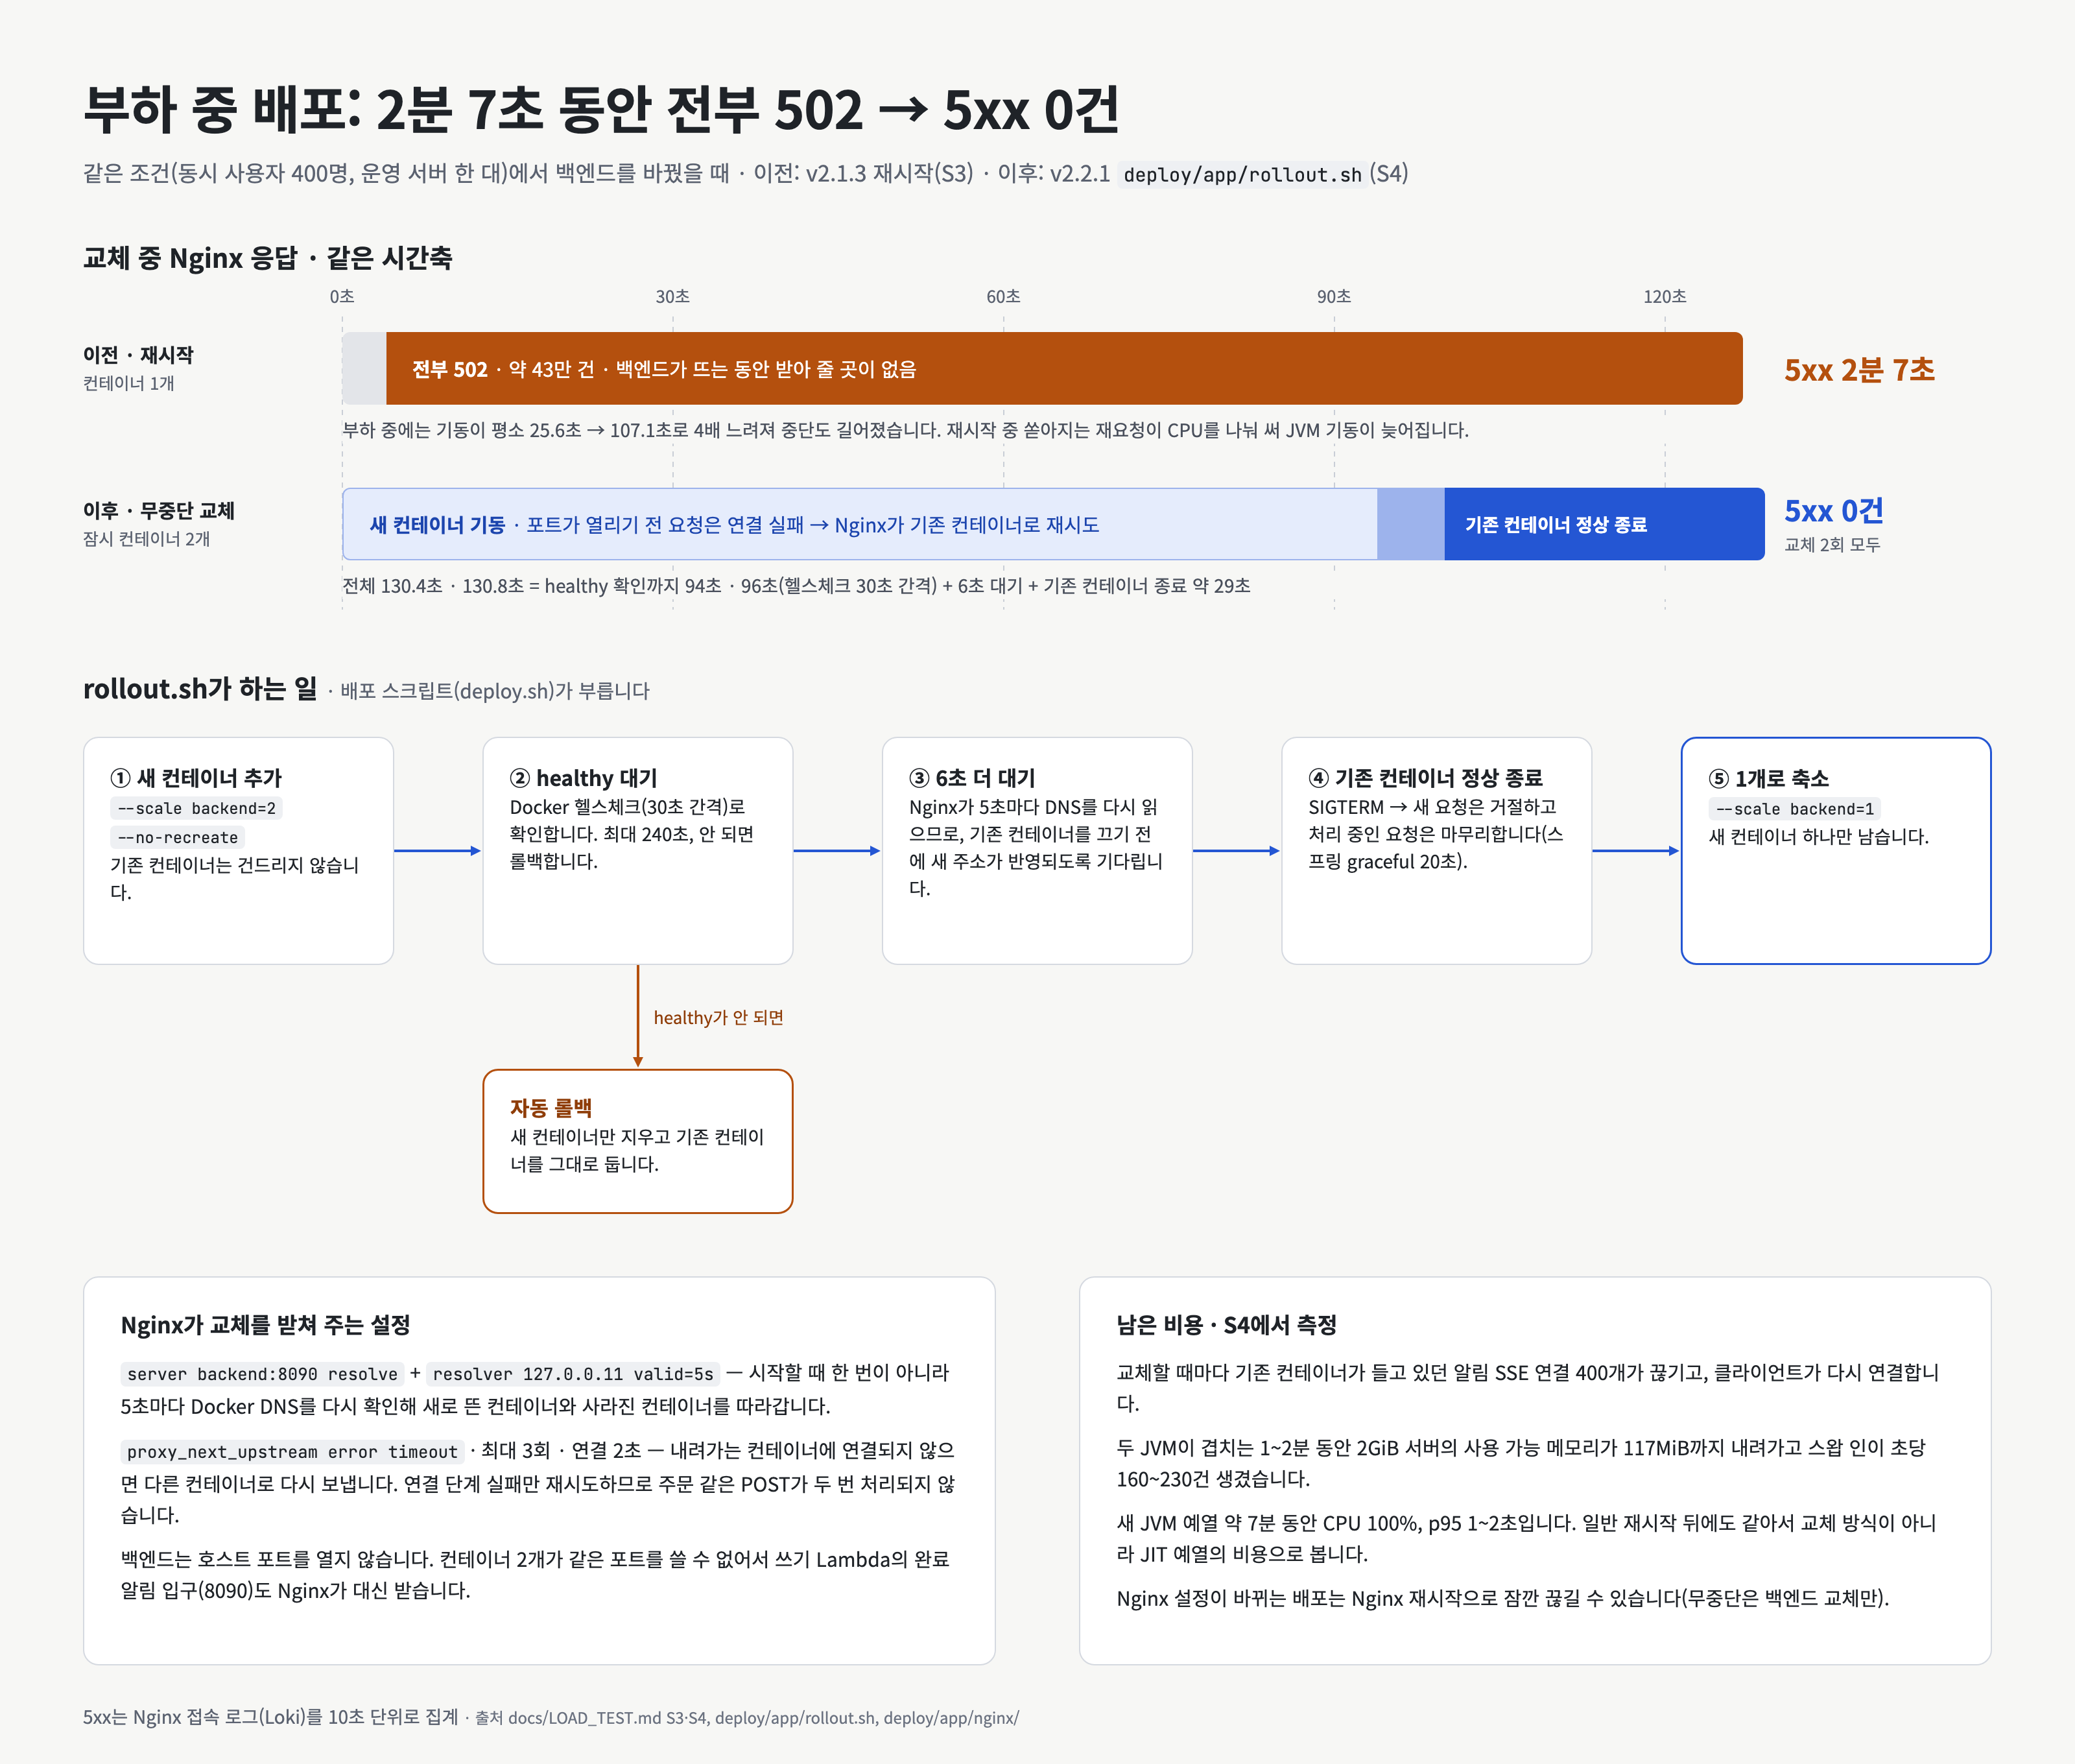 부하 중 배포: 2분 7초 동안 전부 502 → 5xx 0건
같은 조건(동시 사용자 400명, 운영 서버 한 대)에서 백엔드를 바꿨을 때 · 이전: v2.1.3 재시작(S3) · 이후: v2.2.1 deploy/app/rollout.sh (S4)
교체 중 Nginx 응답 · 같은 시간축
0초 30초 60초 90초 120초
이전 · 재시작
컨테이너 1개
전부 502 · 약 43만 건 · 백엔드가 뜨는 동안 받아 줄 곳이 없음
5xx 2분 7초
부하 중에는 기동이 평소 25.6초 → 107.1초로 4배 느려져 중단도 길어졌습니다. 재시작 중 쏟아지는 재요청이 CPU를 나눠 써 JVM 기동이 늦어집니다.
이후 · 무중단 교체
잠시 컨테이너 2개
새 컨테이너 기동 · 포트가 열리기 전 요청은 연결 실패 → Nginx가 기존 컨테이너로 재시도
기존 컨테이너 정상 종료
5xx 0건
교체 2회 모두
전체 130.4초 · 130.8초 = healthy 확인까지 94초 · 96초(헬스체크 30초 간격) + 6초 대기 + 기존 컨테이너 종료 약 29초
rollout.sh가 하는 일 · 배포 스크립트(deploy.sh)가 부릅니다
① 새 컨테이너 추가
--scale backend=2
--no-recreate
기존 컨테이너는 건드리지 않습니
다.
② healthy 대기
Docker 헬스체크(30초 간격)로
확인합니다. 최대 240초, 안 되면
롤백합니다.
③ 6초 더 대기
Nginx가 5초마다 DNS를 다시 읽
으므로, 기존 컨테이너를 끄기 전
에 새 주소가 반영되도록 기다립니
다.
④ 기존 컨테이너 정상 종료
SIGTERM → 새 요청은 거절하고
처리 중인 요청은 마무리합니다(스
프링 graceful 20초).
⑤ 1개로 축소
--scale backend=1
새 컨테이너 하나만 남습니다.
healthy가 안 되면
자동 롤백
새 컨테이너만 지우고 기존 컨테이
너를 그대로 둡니다.
Nginx가 교체를 받쳐 주는 설정
server backend:8090 resolve + resolver 127.0.0.11 valid=5s — 시작할 때 한 번이 아니라
5초마다 Docker DNS를 다시 확인해 새로 뜬 컨테이너와 사라진 컨테이너를 따라갑니다.
proxy_next_upstream error timeout · 최대 3회 · 연결 2초 — 내려가는 컨테이너에 연결되지 않으
면 다른 컨테이너로 다시 보냅니다. 연결 단계 실패만 재시도하므로 주문 같은 POST가 두 번 처리되지 않
습니다.
백엔드는 호스트 포트를 열지 않습니다. 컨테이너 2개가 같은 포트를 쓸 수 없어서 쓰기 Lambda의 완료
알림 입구(8090)도 Nginx가 대신 받습니다.
남은 비용 · S4에서 측정
교체할 때마다 기존 컨테이너가 들고 있던 알림 SSE 연결 400개가 끊기고, 클라이언트가 다시 연결합니
다.
두 JVM이 겹치는 1~2분 동안 2GiB 서버의 사용 가능 메모리가 117MiB까지 내려가고 스왑 인이 초당
160~230건 생겼습니다.
새 JVM 예열 약 7분 동안 CPU 100%, p95 1~2초입니다. 일반 재시작 뒤에도 같아서 교체 방식이 아니
라 JIT 예열의 비용으로 봅니다.
Nginx 설정이 바뀌는 배포는 Nginx 재시작으로 잠깐 끊길 수 있습니다(무중단은 백엔드 교체만).
5xx는 Nginx 접속 로그(Loki)를 10초 단위로 집계 · 출처 docs/LOAD_TEST.md S3·S4, deploy/app/rollout.sh, deploy/app/nginx/